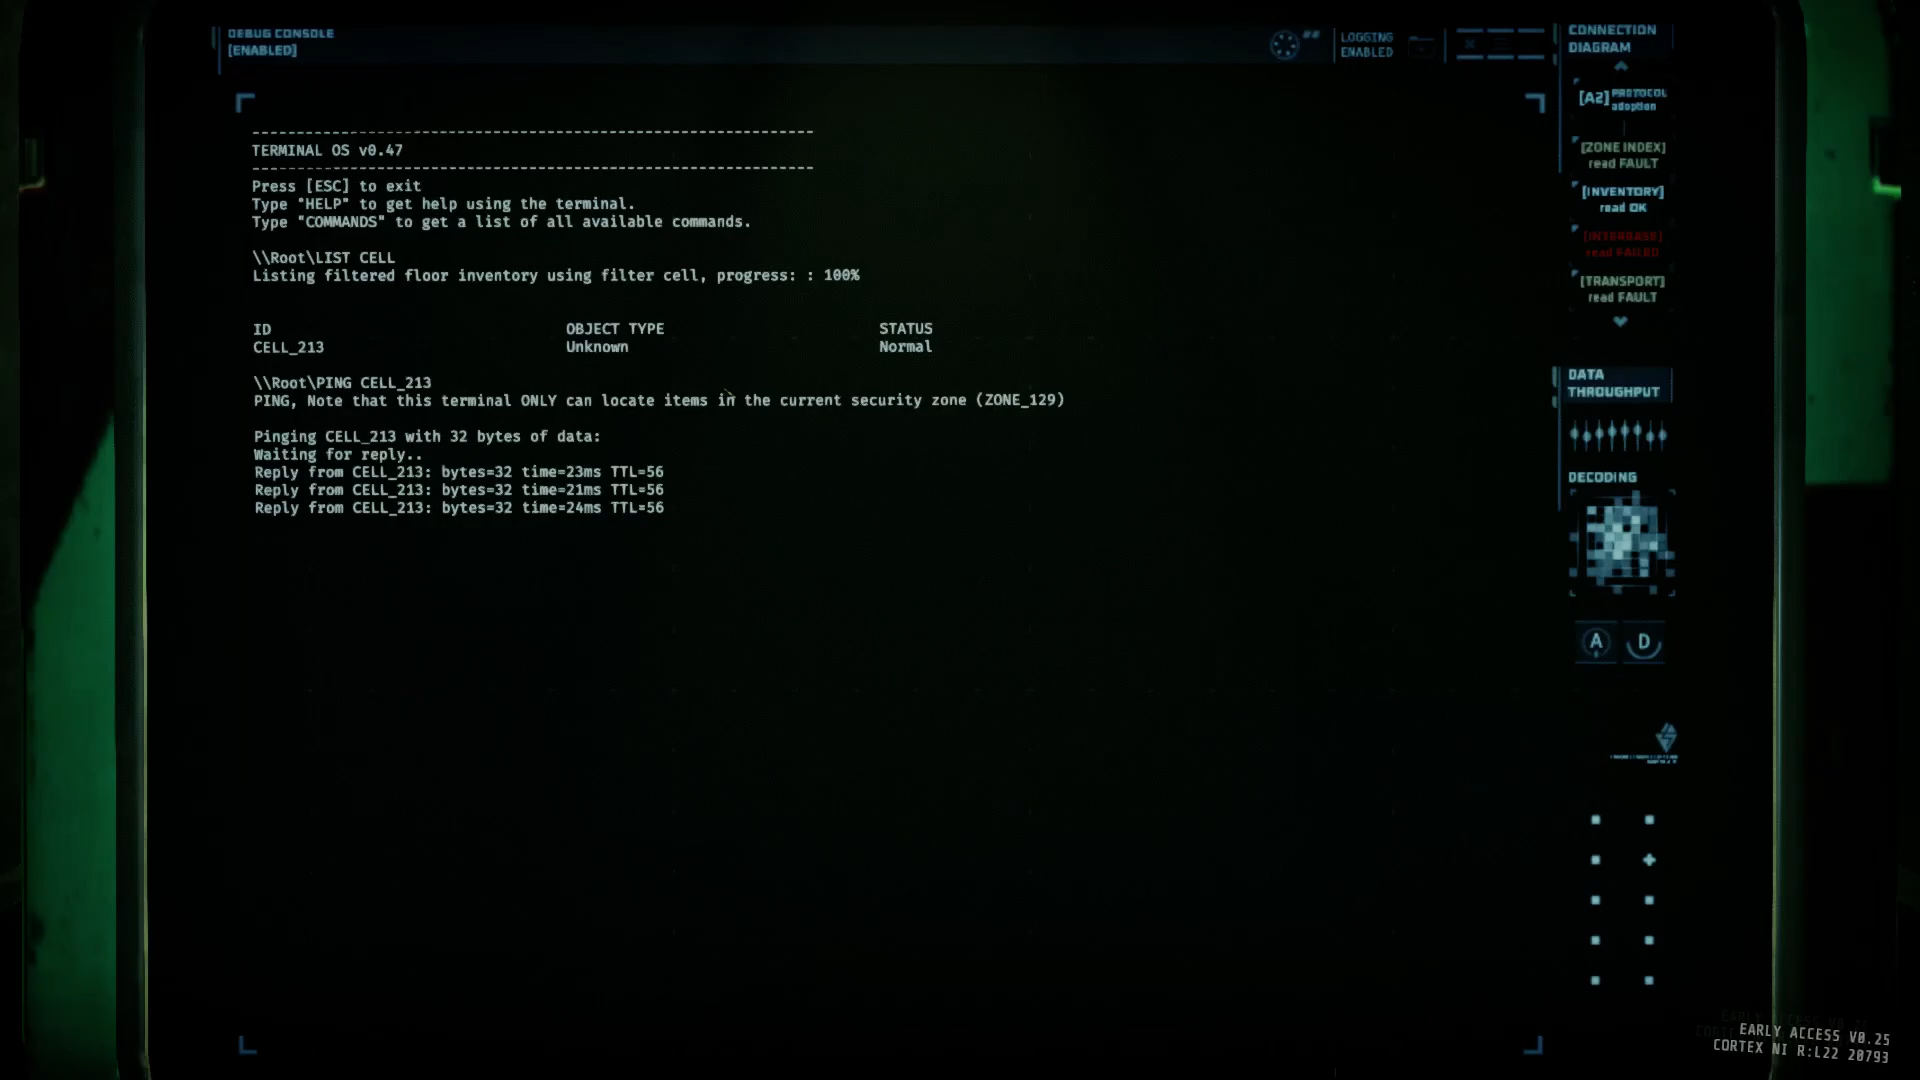 DEBUG CONSOLE
[ENABLED]
LOGGING
ENABLED
------------------------------------------------------------
TERMINAL OS v0.47
------------------------------------------------------------
Press [ESC] to exit
Type "HELP" to get help using the terminal.
Type "COMMANDS" to get a list of all available commands.
\\Root\LIST CELL
Listing filtered floor inventory using filter cell, progress: : 100%
ID OBJECT TYPE STATUS
CELL_213 Unknown Normal
\\Root\PING CELL_213
PING, Note that this terminal ONLY can locate items in the current security zone (ZONE_129)
Pinging CELL_213 with 32 bytes of data:
Waiting for reply..
Reply from CELL_213: bytes=32 time=23ms TTL=56
Reply from CELL_213: bytes=32 time=21ms TTL=56
Reply from CELL_213: bytes=32 time=24ms TTL=56
CONNECTION
DIAGRAM
[A2] PROTOCOL
adoption
[ZONE INDEX]
read FAULT
[INVENTORY]
read OK
[INTERBASE]
read FAILED
[TRANSPORT]
read FAULT
DATA
THROUGHPUT
DECODING
A D
EARLY ACCESS V0.25
CORTEX NI R:L22 20793